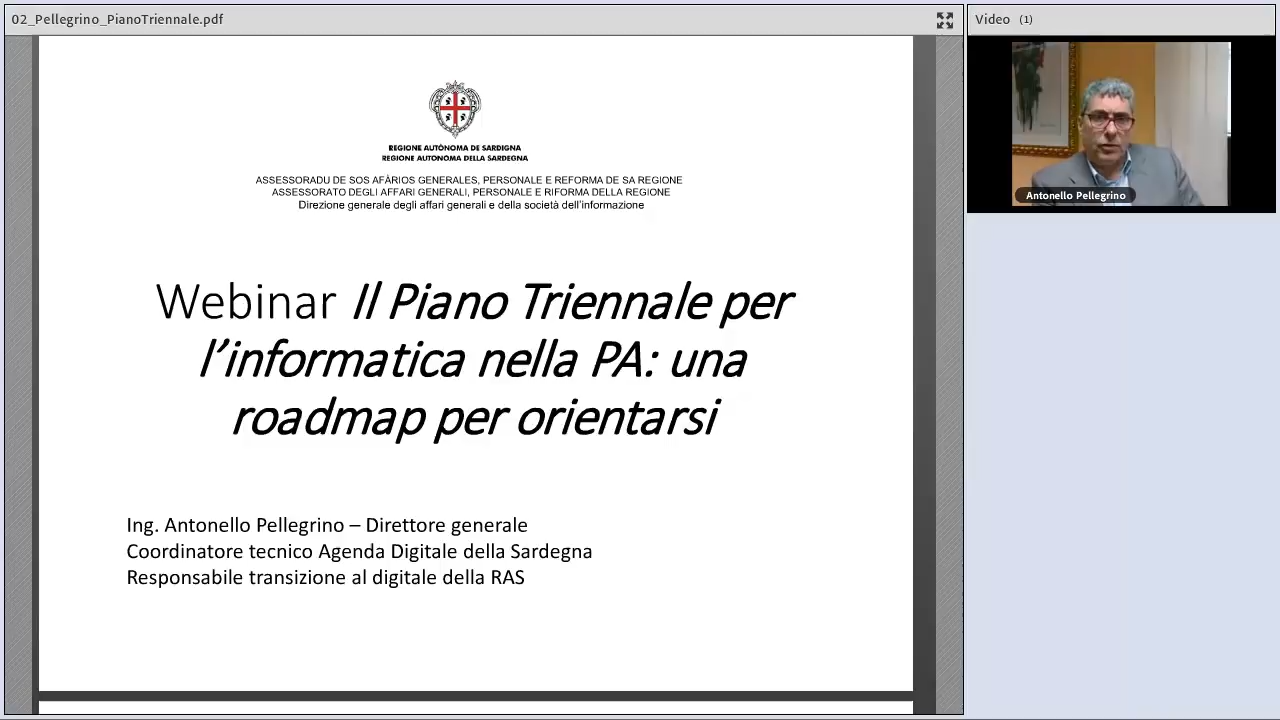 02_Pellegrino_PianoTriennale.pdf
Video (1)
Antonello Pellegrino
REGIONE AUTÒNOMA DE SARDIGNA
REGIONE AUTONOMA DELLA SARDEGNA
ASSESSORADU DE SOS AFÀRIOS GENERALES, PERSONALE E REFORMA DE SA REGIONE
ASSESSORATO DEGLI AFFARI GENERALI, PERSONALE E RIFORMA DELLA REGIONE
Direzione generale degli affari generali e della società dell'informazione
Webinar Il Piano Triennale per
l’informatica nella PA: una
roadmap per orientarsi
Ing. Antonello Pellegrino – Direttore generale
Coordinatore tecnico Agenda Digitale della Sardegna
Responsabile transizione al digitale della RAS